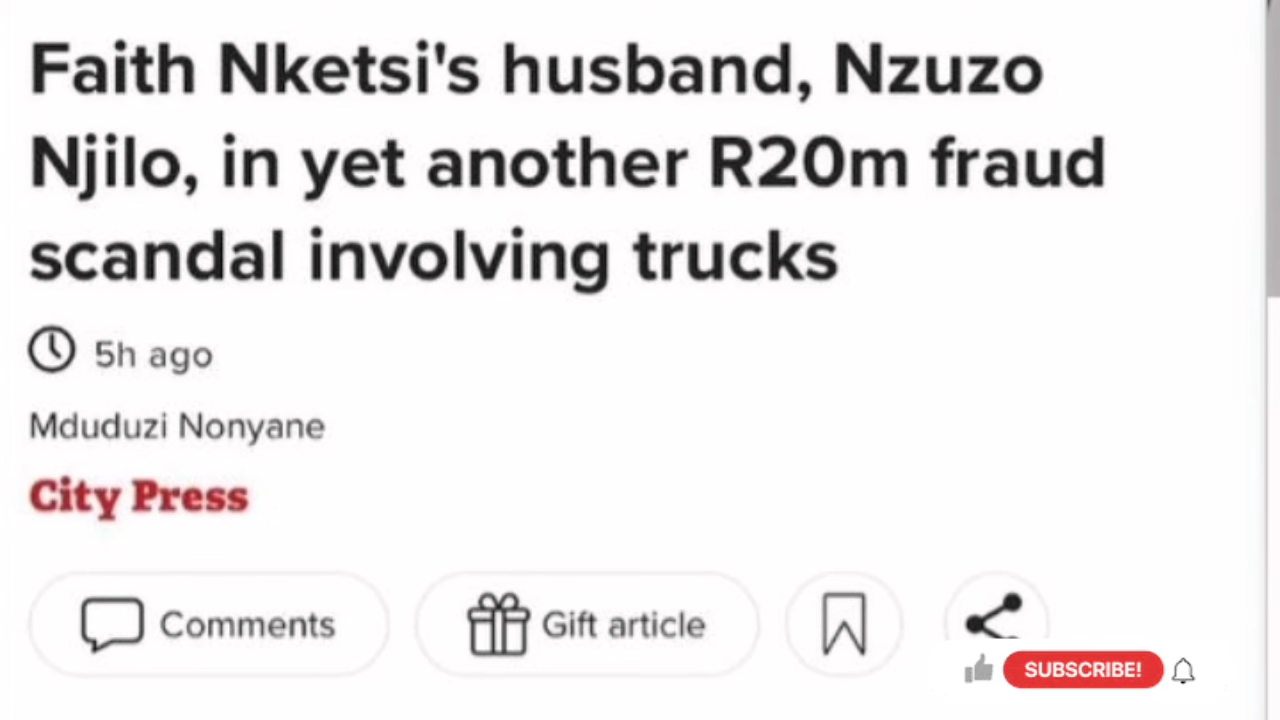 Faith Nketsi's husband, Nzuzo
Njilo, in yet another R20m fraud
scandal involving trucks
5h ago
Mduduzi Nonyane
City Press
Comments
Gift article
SUBSCRIBE!